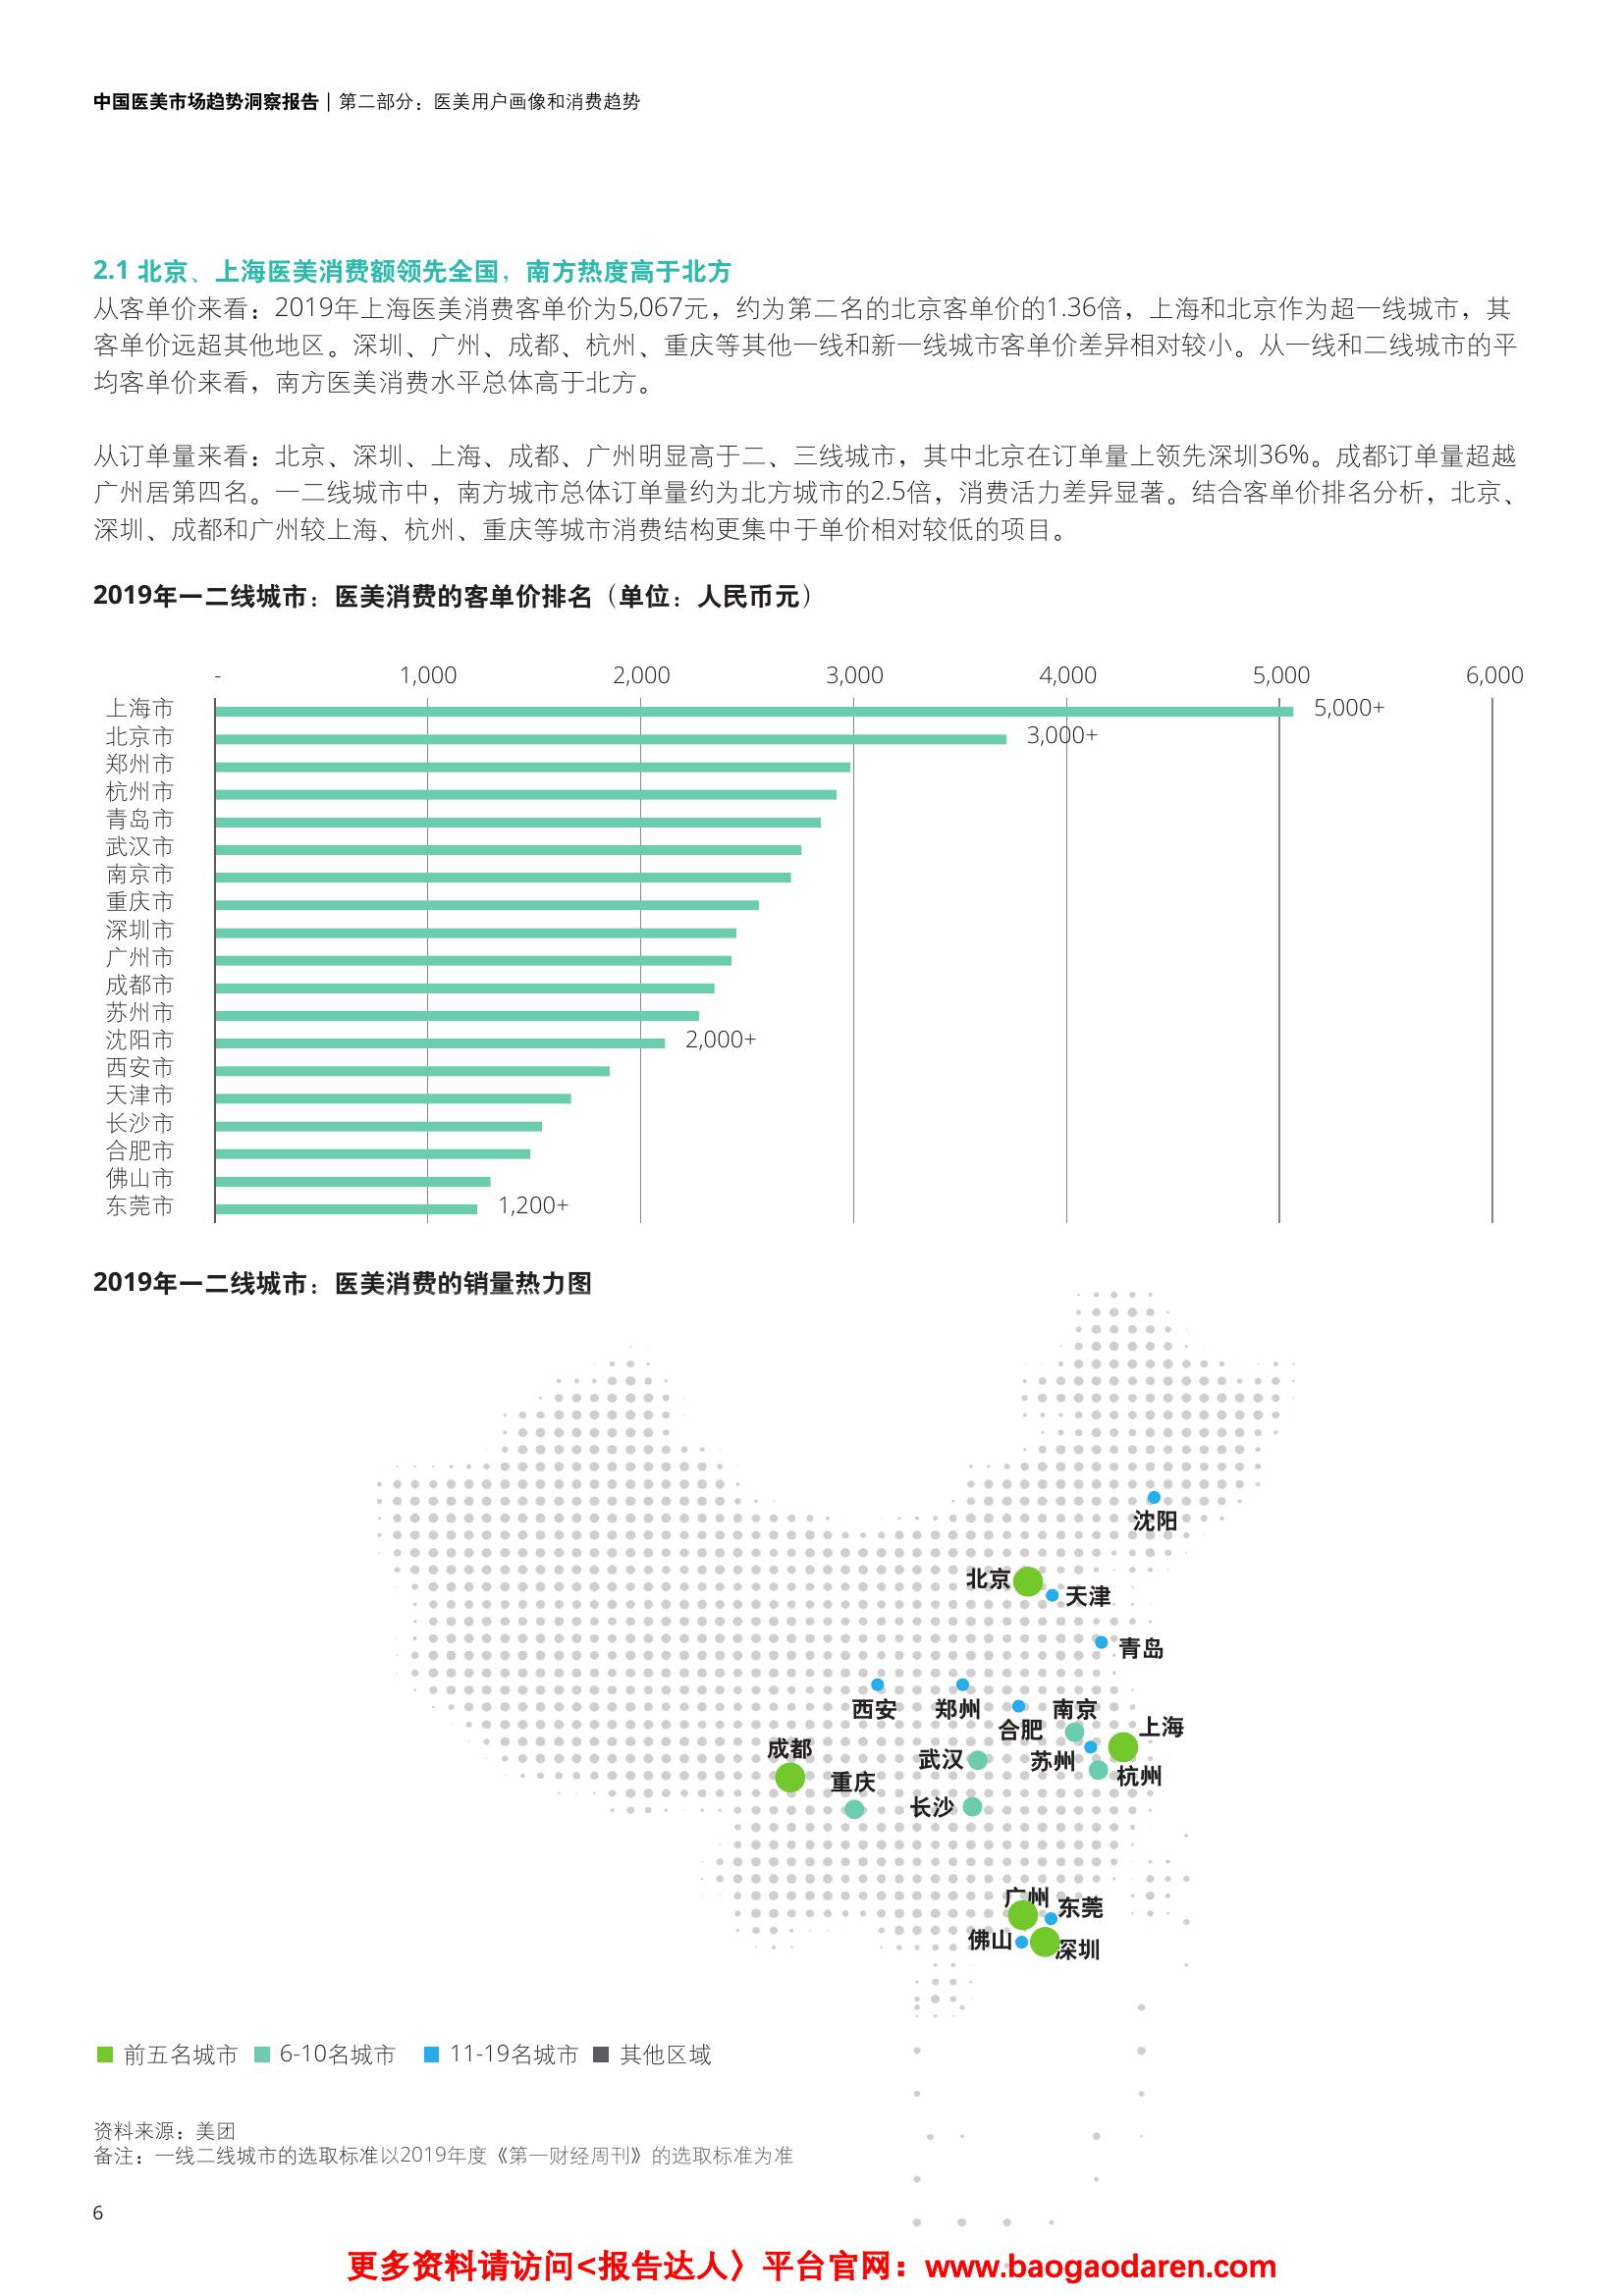 中国医美市场趋势洞察报告 | 第二部分：医美用户画像和消费趋势
2.1 北京、上海医美消费额领先全国，南方热度高于北方
从客单价来看：2019年上海医美消费客单价为5,067元，约为第二名的北京客单价的1.36倍，上海和北京作为超一线城市，其
客单价远超其他地区。深圳、广州、成都、杭州、重庆等其他一线和新一线城市客单价差异相对较小。从一线和二线城市的平
均客单价来看，南方医美消费水平总体高于北方。
从订单量来看：北京、深圳、上海、成都、广州明显高于二、三线城市，其中北京在订单量上领先深圳36%。成都订单量超越
广州居第四名。一二线城市中，南方城市总体订单量约为北方城市的2.5倍，消费活力差异显著。结合客单价排名分析，北京、
深圳、成都和广州较上海、杭州、重庆等城市消费结构更集中于单价相对较低的项目。
2019年一二线城市：医美消费的客单价排名（单位：人民币元）
- 1,000 2,000 3,000 4,000 5,000 6,000
上海市 5,000+
北京市 3,000+
郑州市
杭州市
青岛市
武汉市
南京市
重庆市
深圳市
广州市
成都市
苏州市
沈阳市 2,000+
西安市
天津市
长沙市
合肥市
佛山市
东莞市 1,200+
2019年一二线城市：医美消费的销量热力图
沈阳
北京
天津
青岛
西安 郑州 南京
合肥 上海
成都 武汉 苏州
重庆 杭州
长沙
广州
东莞
佛山
深圳
前五名城市 6-10名城市 11-19名城市 其他区域
资料来源：美团
备注：一线二线城市的选取标准以2019年度《第一财经周刊》的选取标准为准
6
更多资料请访问<报告达人〉平台官网：www.baogaodaren.com